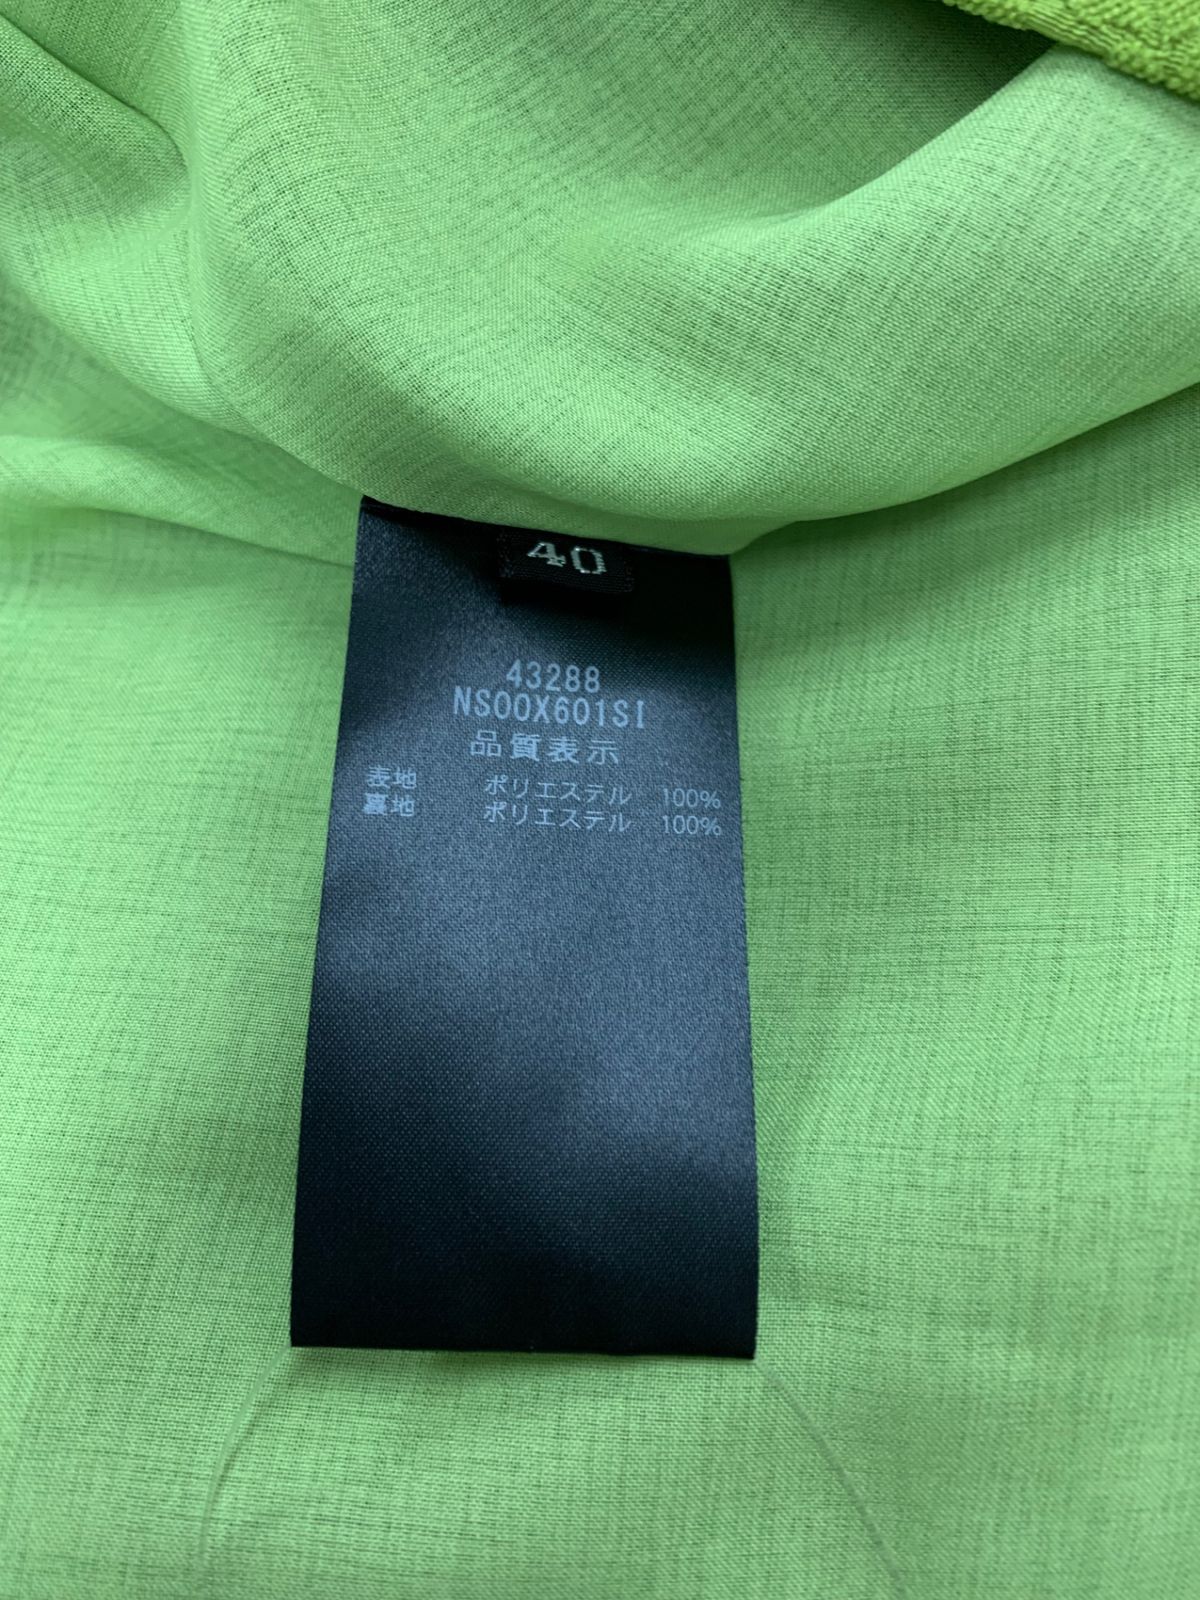 40
43288
NS00X601SI
品質表示
表地 ポリエステル 100%
裏地 ポリエステル 100%